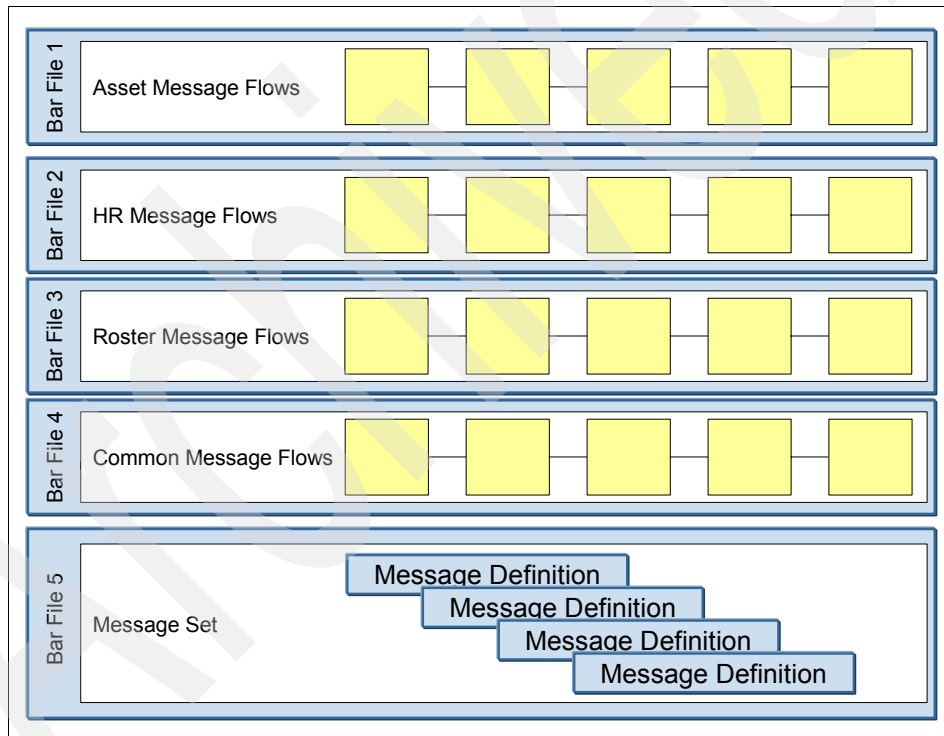 Bar File 1
Asset Message Flows
Bar File 2
HR Message Flows
Bar File 3
Roster Message Flows
Bar File 4
Common Message Flows
Bar File 5
Message Set
Message Definition
Message Definition
Message Definition
Message Definition